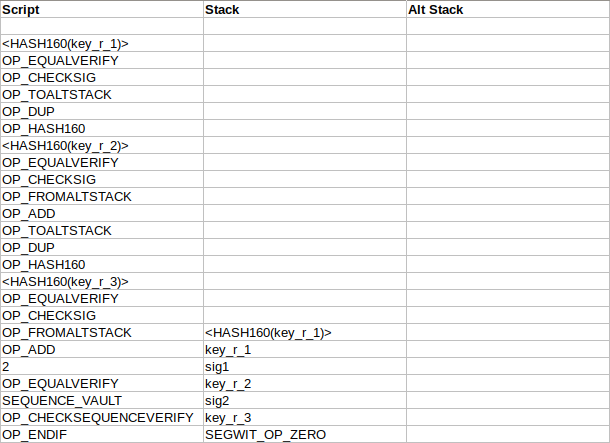 Script Stack Alt Stack
<HASH160(key_r_1)>
OP_EQUALVERIFY
OP_CHECKSIG
OP_TOALTSTACK
OP_DUP
OP_HASH160
<HASH160(key_r_2)>
OP_EQUALVERIFY
OP_CHECKSIG
OP_FROMALTSTACK
OP_ADD
OP_TOALTSTACK
OP_DUP
OP_HASH160
<HASH160(key_r_3)>
OP_EQUALVERIFY
OP_CHECKSIG
OP_FROMALTSTACK <HASH160(key_r_1)>
OP_ADD key_r_1
2 sig1
OP_EQUALVERIFY key_r_2
SEQUENCE_VAULT sig2
OP_CHECKSEQUENCEVERIFY key_r_3
OP_ENDIF SEGWIT_OP_ZERO